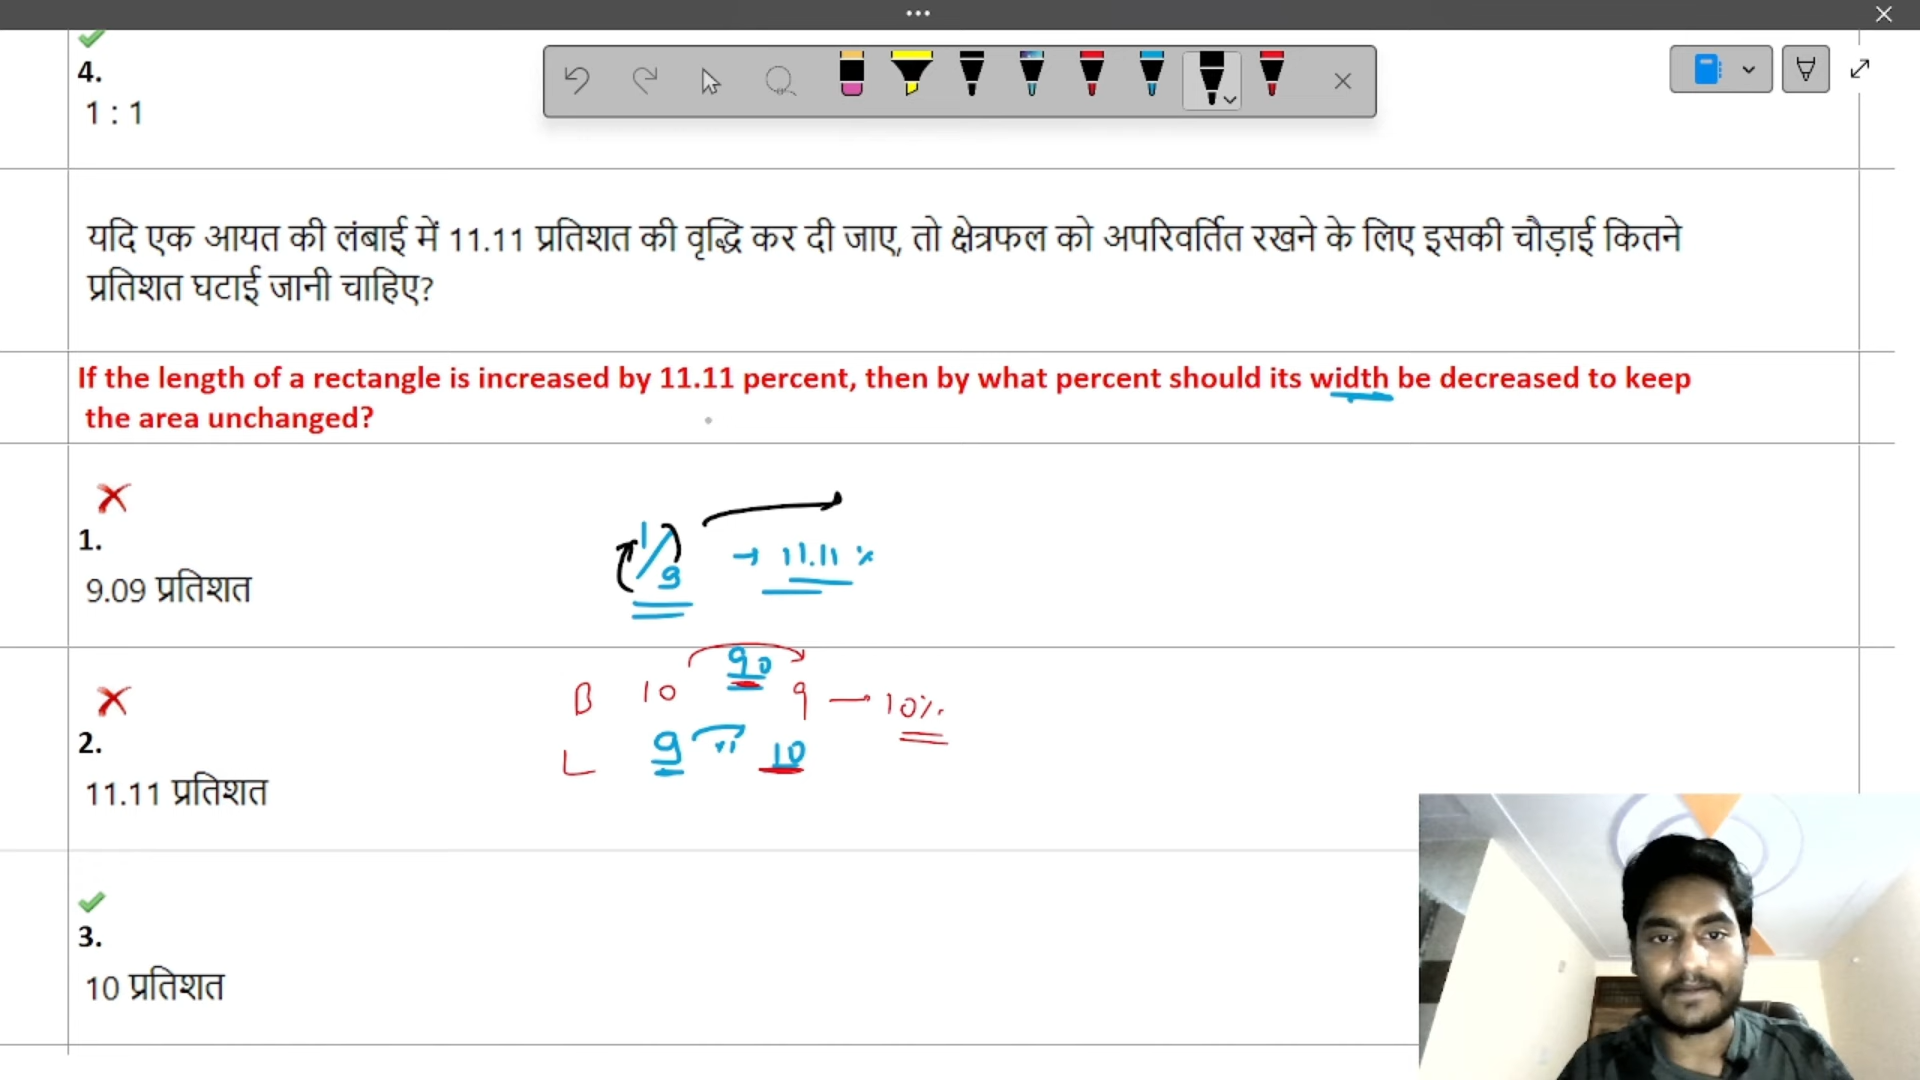 4.
1 : 1
यदि एक आयत की लंबाई में 11.11 प्रतिशत की वृद्धि कर दी जाए, तो क्षेत्रफल को अपरिवर्तित रखने के लिए इसकी चौड़ाई कितने
प्रतिशत घटाई जानी चाहिए?
If the length of a rectangle is increased by 11.11 percent, then by what percent should its width be decreased to keep
the area unchanged?
1.
9.09 प्रतिशत
1/9 → 11.11 %
2.
11.11 प्रतिशत
90
B 10 9 — 10%
L 9 10
3.
10 प्रतिशत